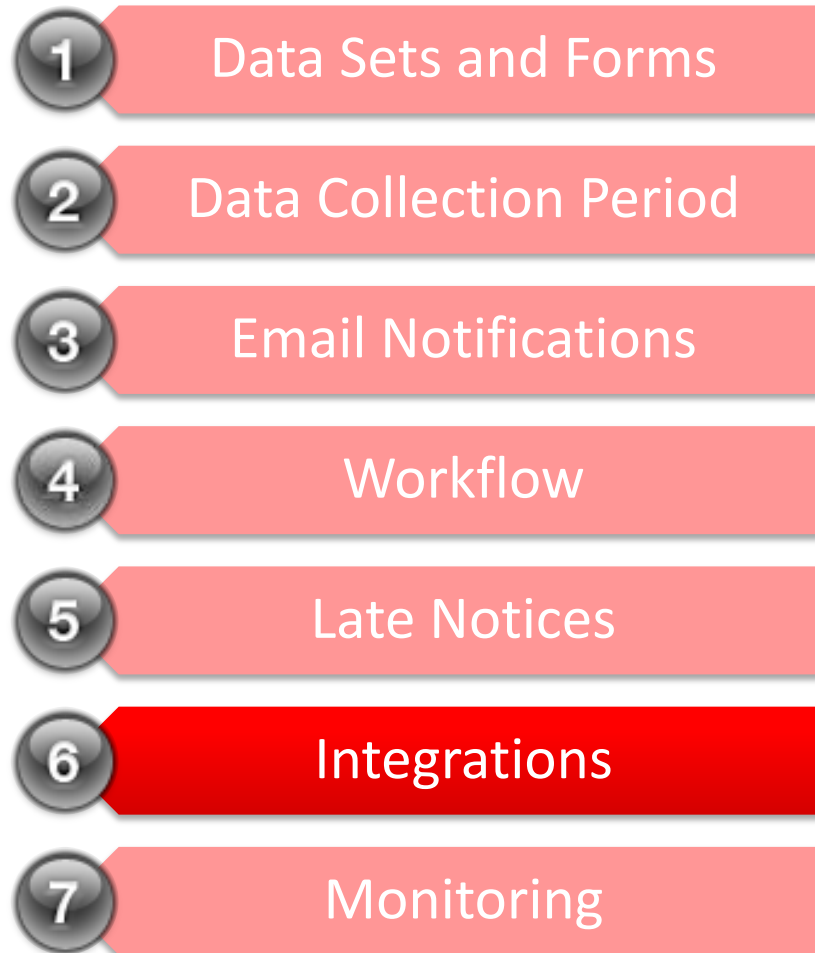 1 Data Sets and Forms
2 Data Collection Period
3 Email Notifications
4 Workflow
5 Late Notices
6 Integrations
7 Monitoring